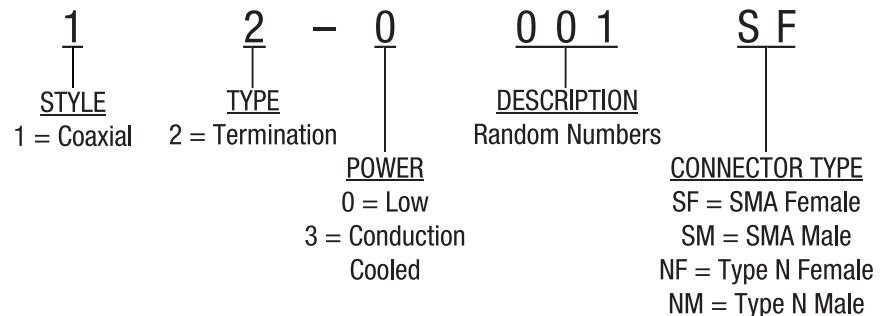 1 2 – 0 0 0 1 S F
STYLE TYPE DESCRIPTION
1 = Coaxial 2 = Termination Random Numbers
POWER CONNECTOR TYPE
0 = Low SF = SMA Female
3 = Conduction SM = SMA Male
Cooled NF = Type N Female
NM = Type N Male